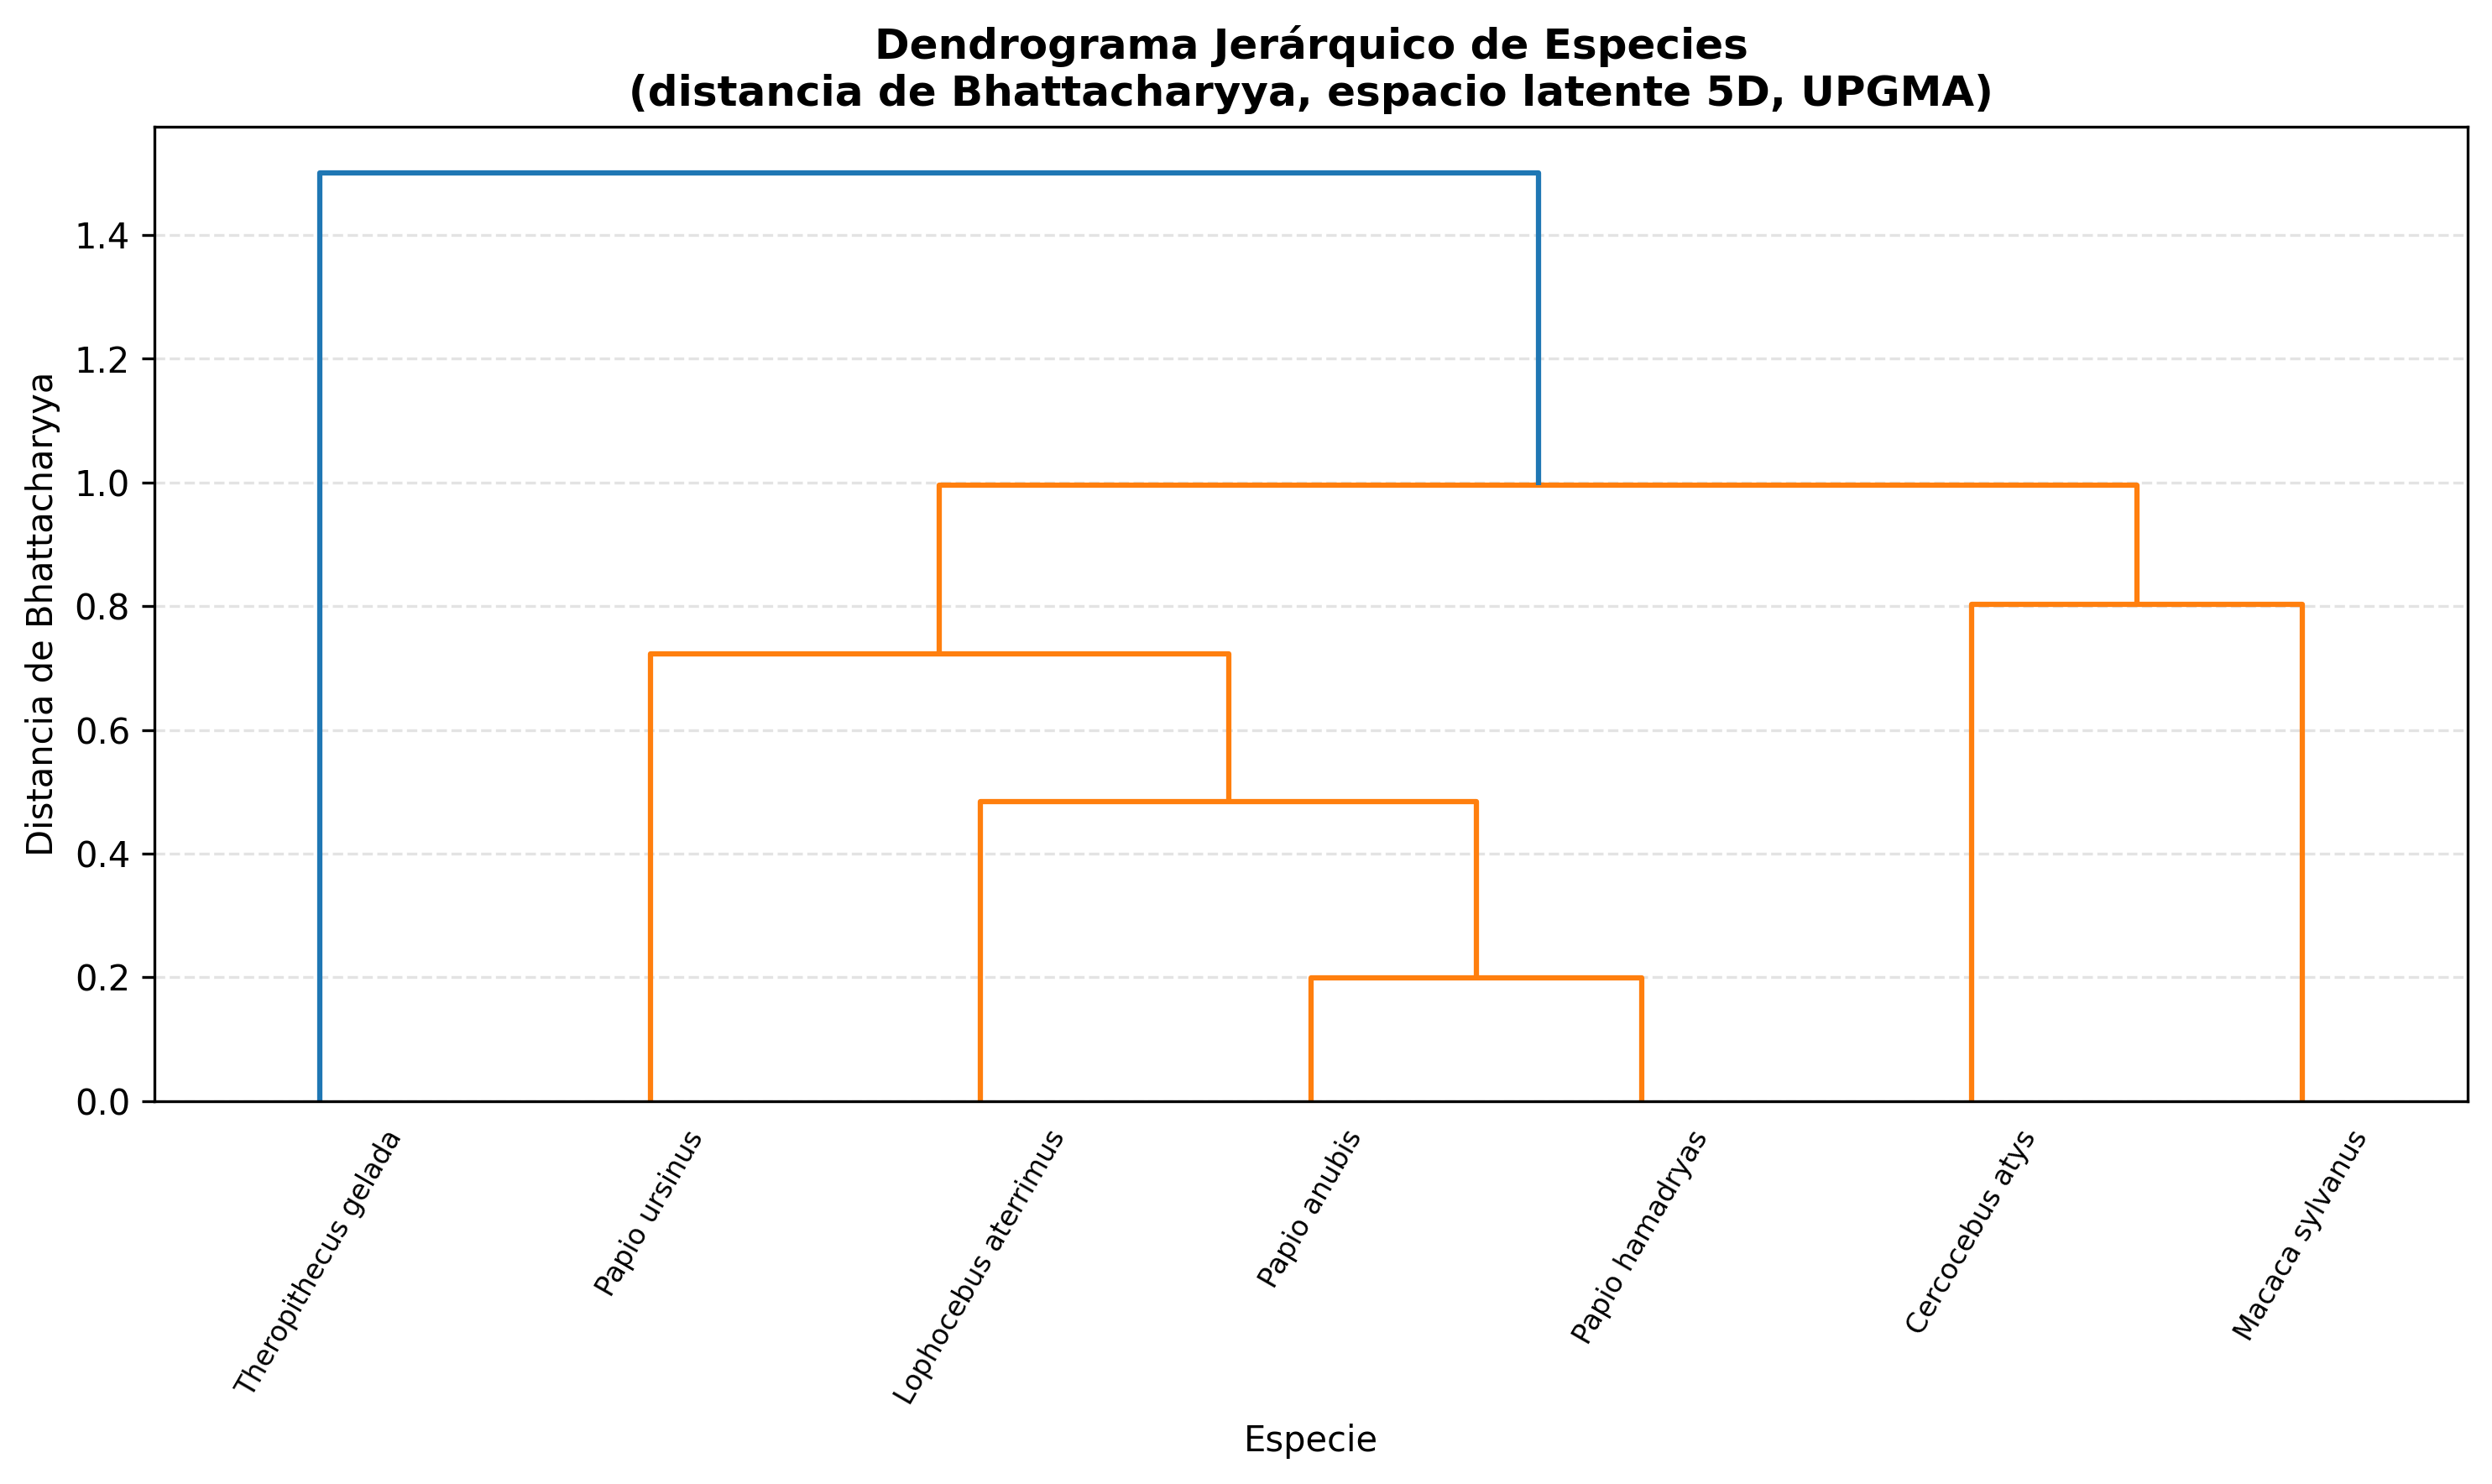 Dendrograma Jerárquico de Especies
(distancia de Bhattacharyya, espacio latente 5D, UPGMA)
Distancia de Bhattacharyya
1.4
1.2
1.0
0.8
0.6
0.4
0.2
0.0
Theropithecus gelada
Papio ursinus
Lophocebus aterrimus
Papio anubis
Papio hamadryas
Cercocebus atys
Macaca sylvanus
Especie